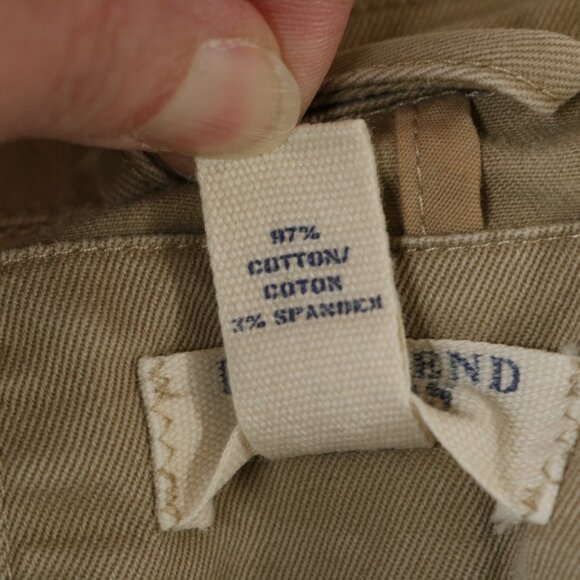 97%
COTTON/
COTON
3% SPANDEX